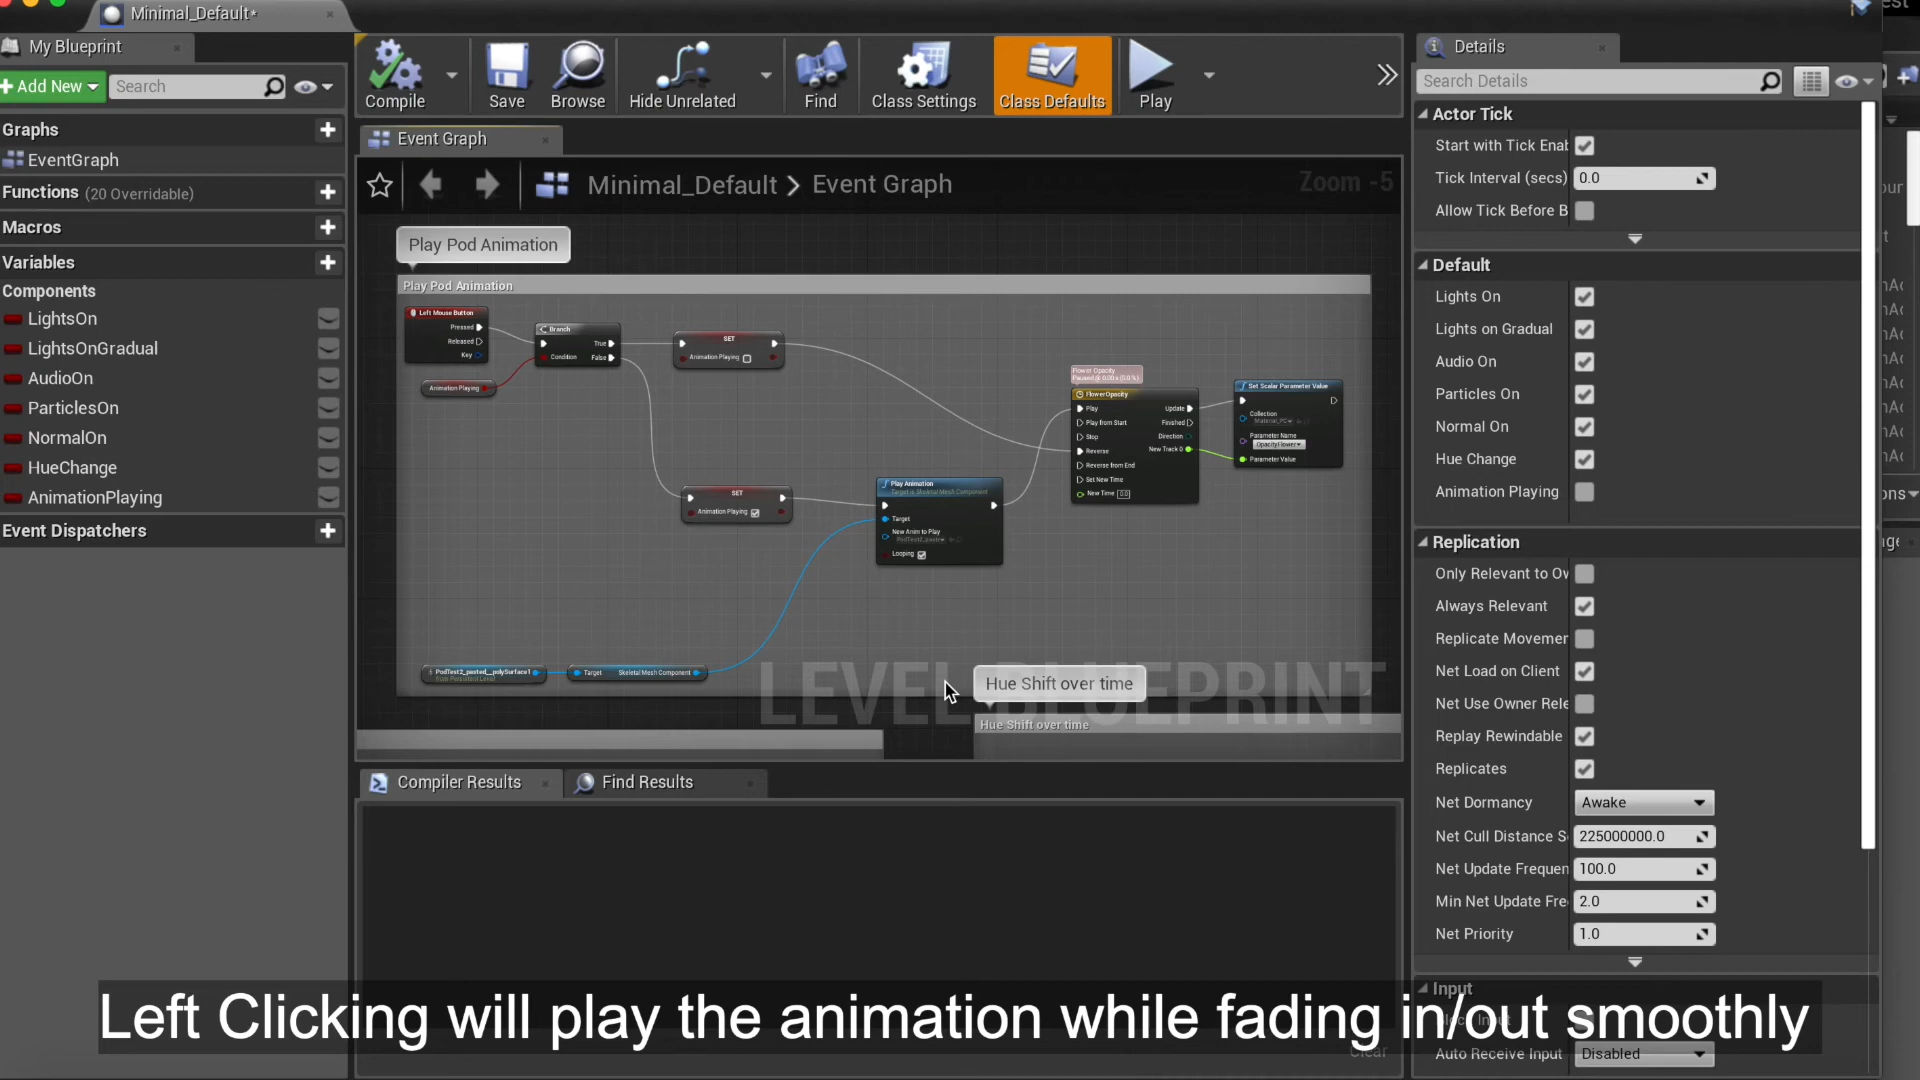 Minimal_Default*
My Blueprint
Add New
Search
Graphs
EventGraph
Functions (20 Overridable)
Macros
Variables
Components
LightsOn
LightsOnGradual
AudioOn
ParticlesOn
NormalOn
HueChange
AnimationPlaying
Event Dispatchers
Compile
Save
Browse
Hide Unrelated
Find
Class Settings
Class Defaults
Play
Event Graph
Minimal_Default > Event Graph
Zoom -5
Play Pod Animation
Play Pod Animation
Left Mouse Button
Pressed
Released
Key
Animation Playing
Branch
True
Condition
False
SET
Animation Playing
SET
Animation Playing
Play Animation
Target is Skeletal Mesh Component
Target
New Anim to Play
Looping
Flower Opacity
FlowerOpacity
Play
Update
Play from Start
Finished
Stop
Direction
Reverse
New Track 0
Reverse from End
Set New Time
New Time 0.0
Set Scalar Parameter Value
Collection
Parameter Name
OpacityFlower
Parameter Value
PodTest2_pasted__polySurface1
From Persistent Level
Target
Skeletal Mesh Component
LEVEL BLUEPRINT
Hue Shift over time
Hue Shift over time
Compiler Results
Find Results
Clear
Details
Search Details
Actor Tick
Start with Tick Enab
Tick Interval (secs) 0.0
Allow Tick Before B
Default
Lights On
Lights on Gradual
Audio On
Particles On
Normal On
Hue Change
Animation Playing
Replication
Only Relevant to Ow
Always Relevant
Replicate Movemen
Net Load on Client
Net Use Owner Rele
Replay Rewindable
Replicates
Net Dormancy Awake
Net Cull Distance S 225000000.0
Net Update Frequen 100.0
Min Net Update Fre 2.0
Net Priority 1.0
Input
Auto Receive Input Disabled
Left Clicking will play the animation while fading in/out smoothly